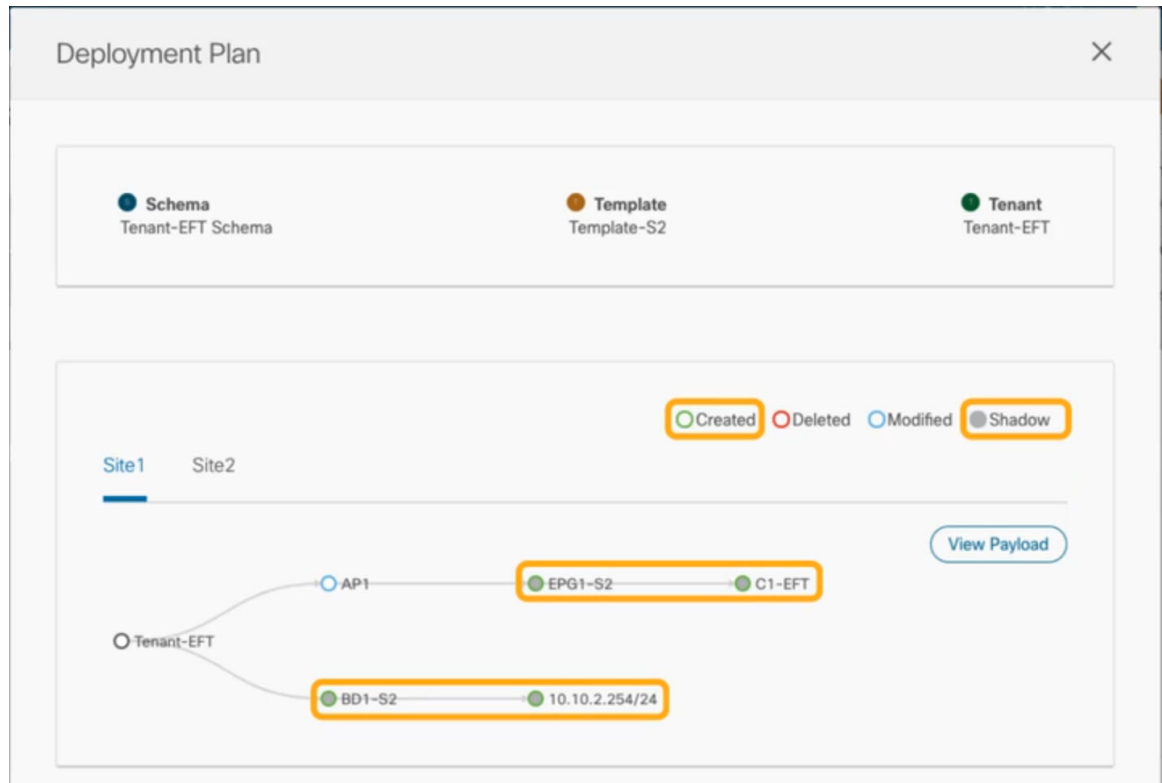 Deployment Plan
Schema
Tenant-EFT Schema
Template
Template-S2
Tenant
Tenant-EFT
Created Deleted Modified Shadow
Site1 Site2
View Payload
AP1 EPG1-S2 C1-EFT
Tenant-EFT
BD1-S2 10.10.2.254/24